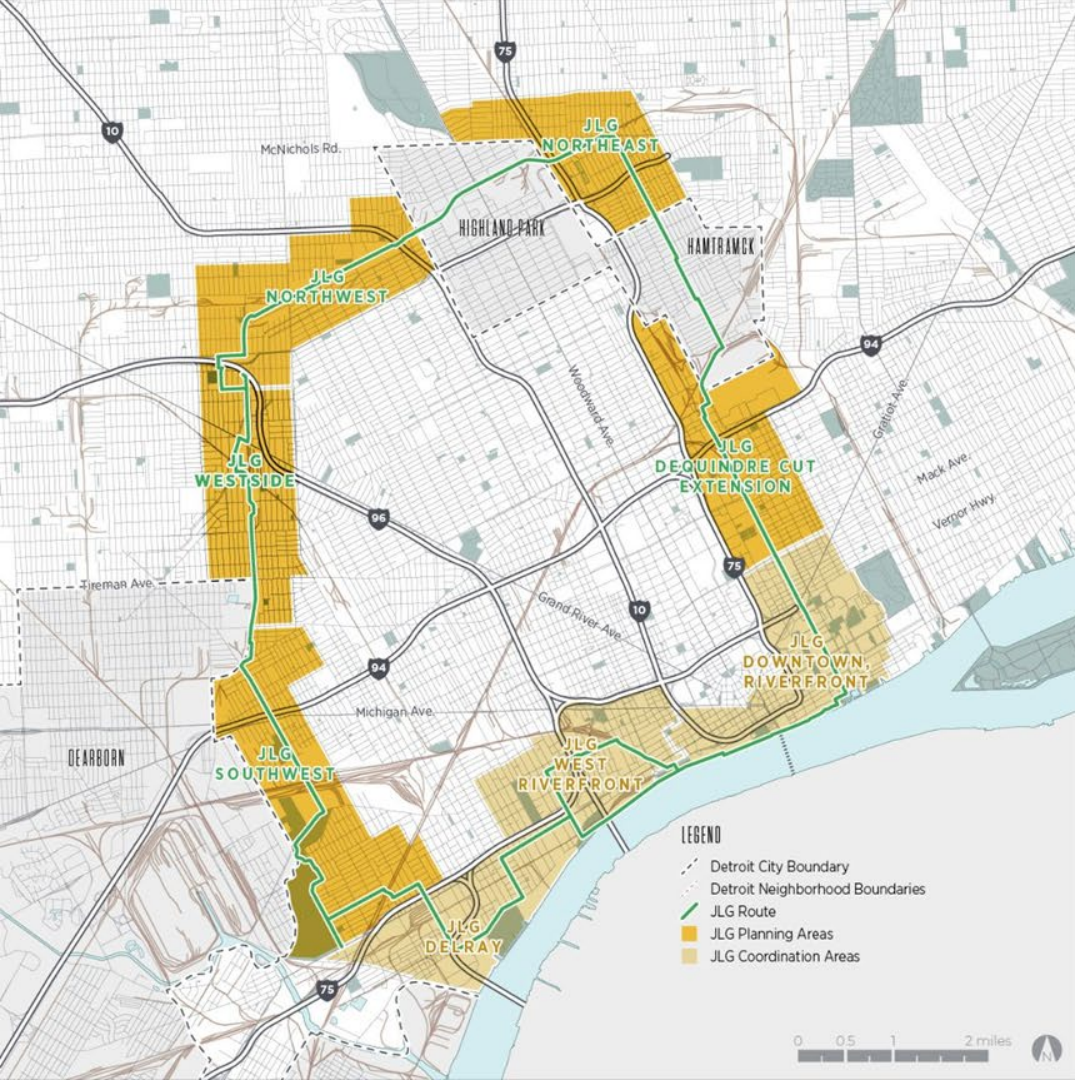 75
10
McNichols Rd.
JLG
NORTHEAST
HIGHLAND PARK
HAMTRAMCK
JLG
NORTHWEST
94
Woodward Ave.
Gratiot Ave.
JLG
WESTSIDE
JLG
DEQUINDRE CUT
EXTENSION
Mack Ave.
Vernor Hwy.
96
75
Tireman Ave.
Grand River Ave.
10
94
JLG
DOWNTOWN,
RIVERFRONT
Michigan Ave.
DEARBORN
JLG
SOUTHWEST
JLG
WEST
RIVERFRONT
JLG
DELRAY
75
LEGEND
Detroit City Boundary
Detroit Neighborhood Boundaries
JLG Route
JLG Planning Areas
JLG Coordination Areas
0 0.5 1 2 miles
N